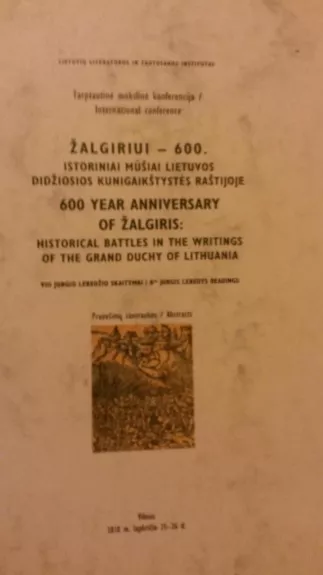 LIETUVIŲ LITERATŪROS IR TAUTOSAKOS INSTITUTAS
Tarptautinė mokslinė konferencija /
International conference
ŽALGIRIUI – 600.
ISTORINIAI MŪŠIAI LIETUVOS
DIDŽIOSIOS KUNIGAIKŠTYSTĖS RAŠTIJOJE
600 YEAR ANNIVERSARY
OF ŽALGIRIS:
HISTORICAL BATTLES IN THE WRITINGS
OF THE GRAND DUCHY OF LITHUANIA
VIII JURGIO LEBEDŽIO SKAITYMAI / 8TH JURGIS LEBEDYS READINGS
Pranešimų santraukos / Abstracts
Vilnius
2010 m. lapkričio 25–26 d.